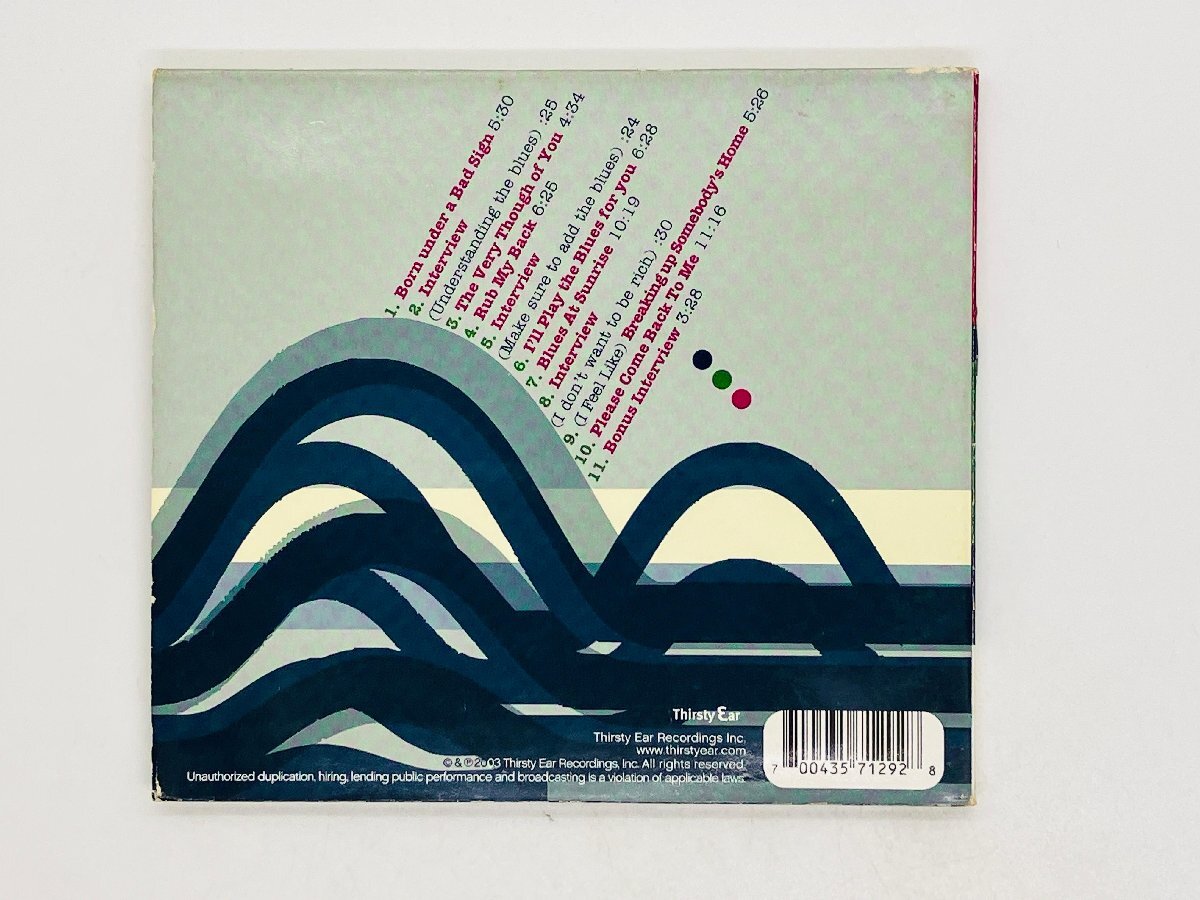 1. Born under a Bad Sign 5:30
2. Interview
(Understanding the blues) :25
3. The Very Though of You 4:34
4. Rub My Back 6:25
5. Interview
(Make sure to add the blues) :24
6. I'll Play the Blues for you 6:28
7. Blues At Sunrise 10:19
8. Interview
(I don't want to be rich) :30
9. (I Feel Like) Breaking up Somebody's Home 5:26
10. Please Come Back To Me 11:16
11. Bonus Interview 3:28
Thirsty Ear
Thirsty Ear Recordings Inc.
www.thirstyear.com
© & ℗ 2003 Thirsty Ear Recordings, Inc. All rights reserved.
Unauthorized duplication, hiring, lending public performance and broadcasting is a violation of applicable laws.
7 00435 71292 8